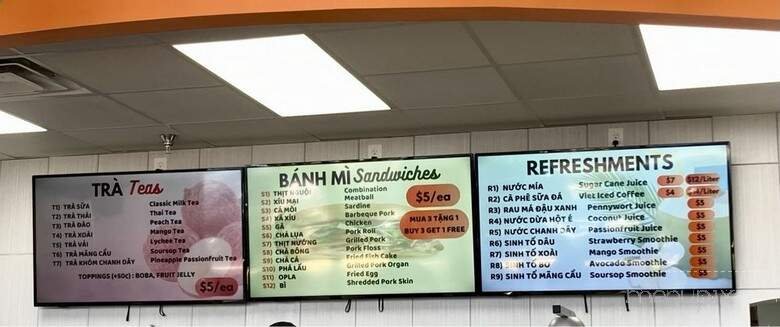 TRÀ Teas
T1) TRÀ SỮA Classic Milk Tea
T2) TRÀ THÁI Thai Tea
T3) TRÀ ĐÀO Peach Tea
T4) TRÀ XOÀI Mango Tea
T5) TRÀ VẢI Lychee Tea
T6) TRÀ MÃNG CẦU Soursop Tea
T7) TRÀ KHÓM CHANH DÂY Pineapple Passionfruit Tea
TOPPINGS (+50c) : BOBA, FRUIT JELLY
$5/ea
BÁNH MÌ Sandwiches
S1) THỊT NGUỘI Combination
S2) XÍU MẠI Meatball
S3) CÁ MÒI Sardine
S4) XÁ XÍU Barbeque Pork
S5) GÀ Chicken
S6) CHẢ LỤA Pork Roll
S7) THỊT NƯỚNG Grilled Pork
S8) CHÀ BÔNG Pork Floss
S9) CHẢ CÁ Fried Fish Cake
S10) PHÁ LẤU Grilled Pork Organ
S11) OPLA Fried Egg
S12) BÌ Shredded Pork Skin
$5/ea
MUA 3 TẶNG 1
BUY 3 GET 1 FREE
REFRESHMENTS
R1) NƯỚC MÍA Sugar Cane Juice $7 $12/Liter
R2) CÀ PHÊ SỮA ĐÁ Viet Iced Coffee $4
R3) RAU MÁ ĐẬU XANH Pennywort Juice $5
R4) NƯỚC DỪA HỘT É Coconut Juice $5
R5) NƯỚC CHANH DÂY Passionfruit Juice $5
R6) SINH TỐ DÂU Strawberry Smoothie $5
R7) SINH TỐ XOÀI Mango Smoothie $5
R8) SINH TỐ BƠ Avocado Smoothie $5
R9) SINH TỐ MÃNG CẦU Soursop Smoothie $5